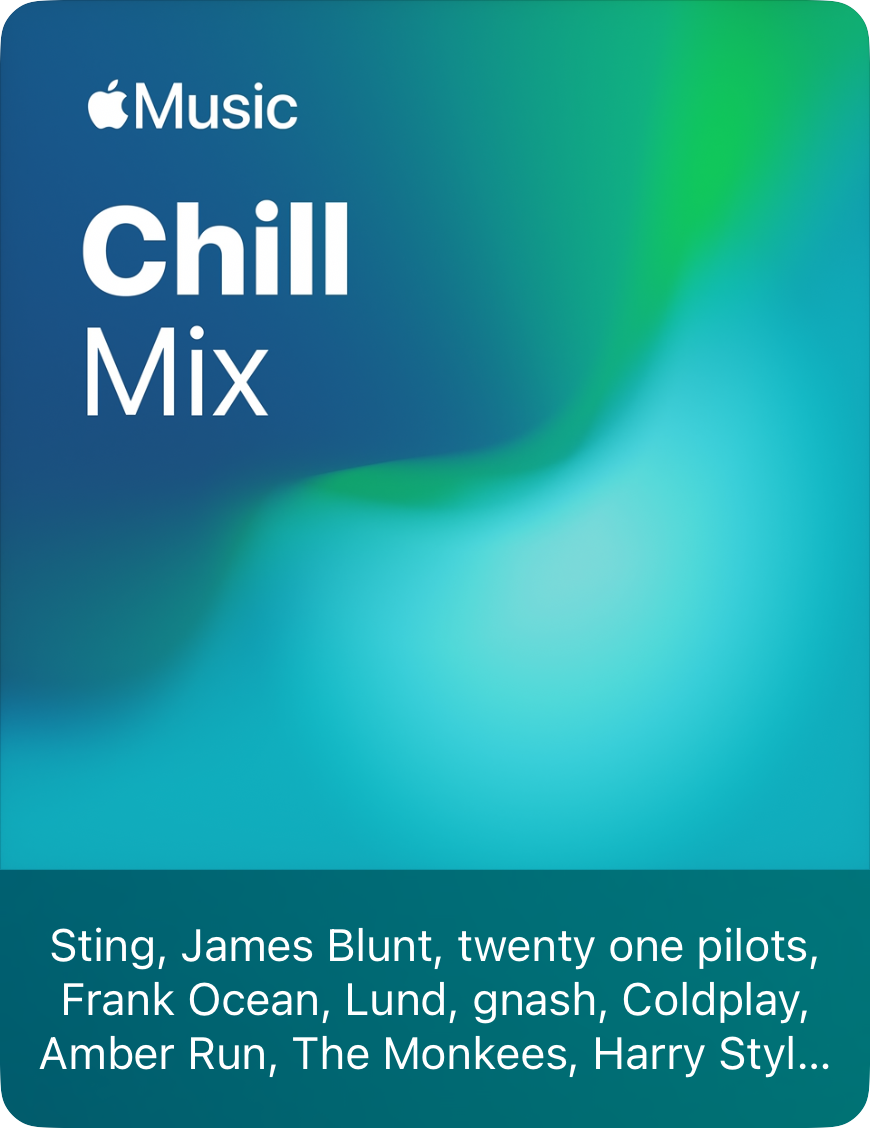 Music
Chill
Mix
Sting, James Blunt, twenty one pilots,
Frank Ocean, Lund, gnash, Coldplay,
Amber Run, The Monkees, Harry Styl...